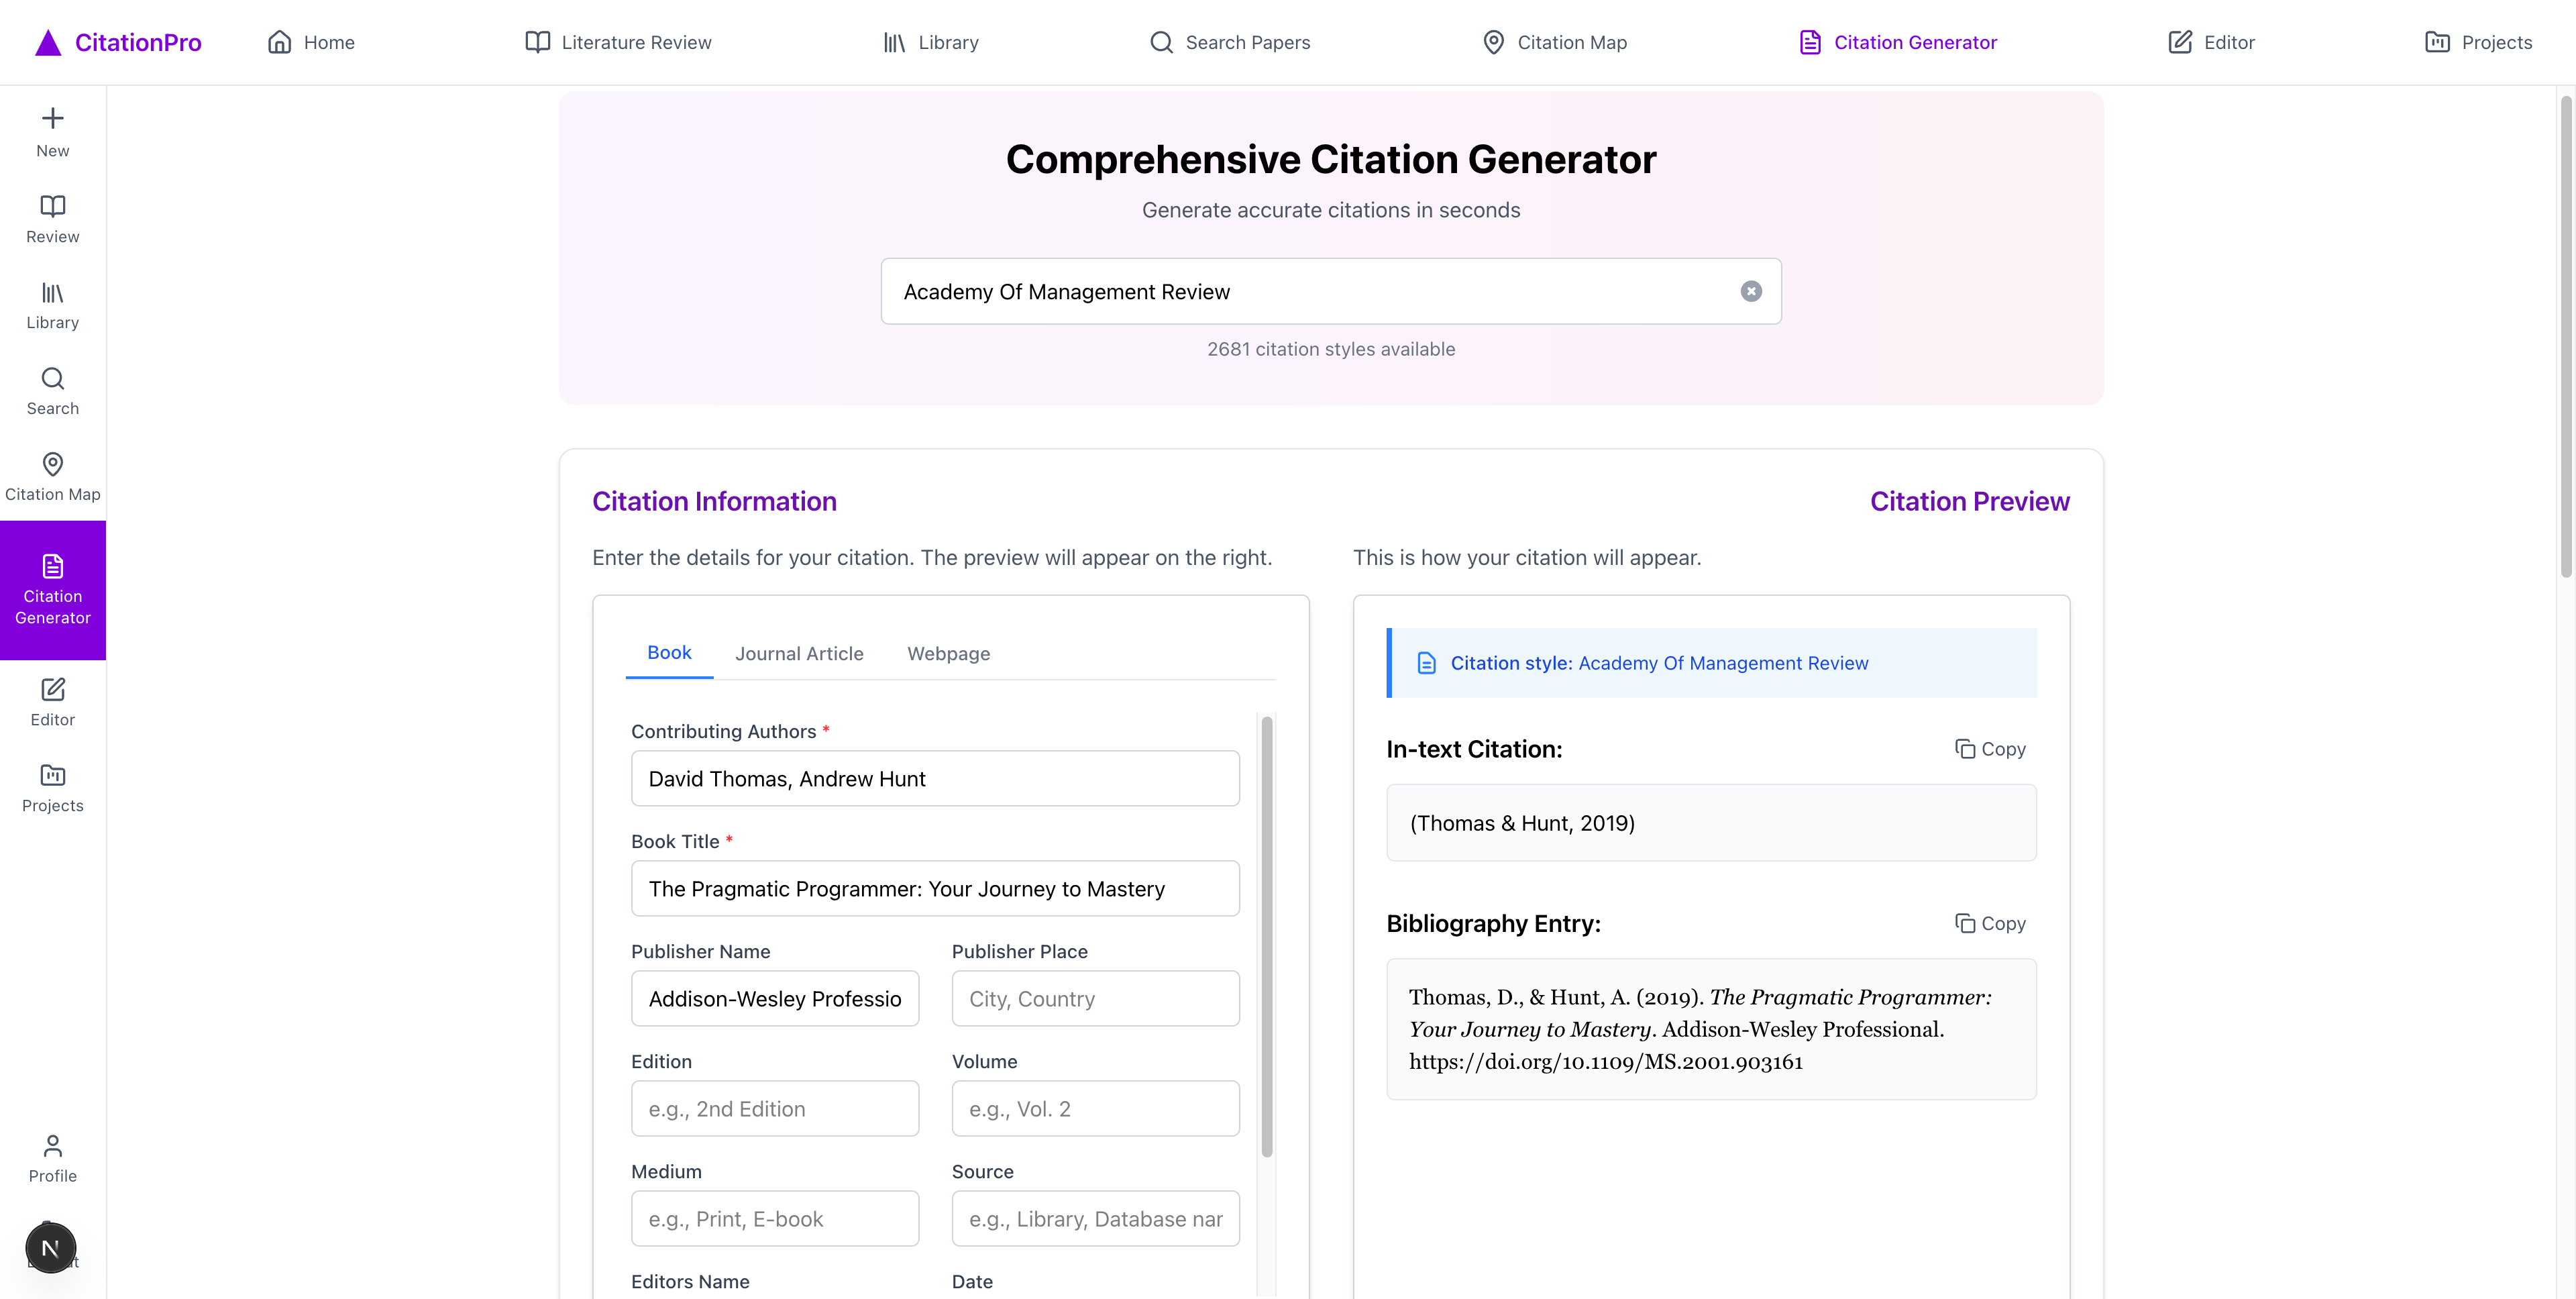 CitationPro
Home
Literature Review
Library
Search Papers
Citation Map
Citation Generator
Editor
Projects
New
Review
Library
Search
Citation Map
Citation
Generator
Editor
Projects
Profile
N
Comprehensive Citation Generator
Generate accurate citations in seconds
Academy Of Management Review
2681 citation styles available
Citation Information
Enter the details for your citation. The preview will appear on the right.
Book
Journal Article
Webpage
Contributing Authors *
David Thomas, Andrew Hunt
Book Title *
The Pragmatic Programmer: Your Journey to Mastery
Publisher Name
Publisher Place
Addison-Wesley Professio
City, Country
Edition
Volume
e.g., 2nd Edition
e.g., Vol. 2
Medium
Source
e.g., Print, E-book
e.g., Library, Database nar
Editors Name
Date
Citation Preview
This is how your citation will appear.
Citation style: Academy Of Management Review
In-text Citation:
Copy
(Thomas & Hunt, 2019)
Bibliography Entry:
Copy
Thomas, D., & Hunt, A. (2019). The Pragmatic Programmer:
Your Journey to Mastery. Addison-Wesley Professional.
https://doi.org/10.1109/MS.2001.903161